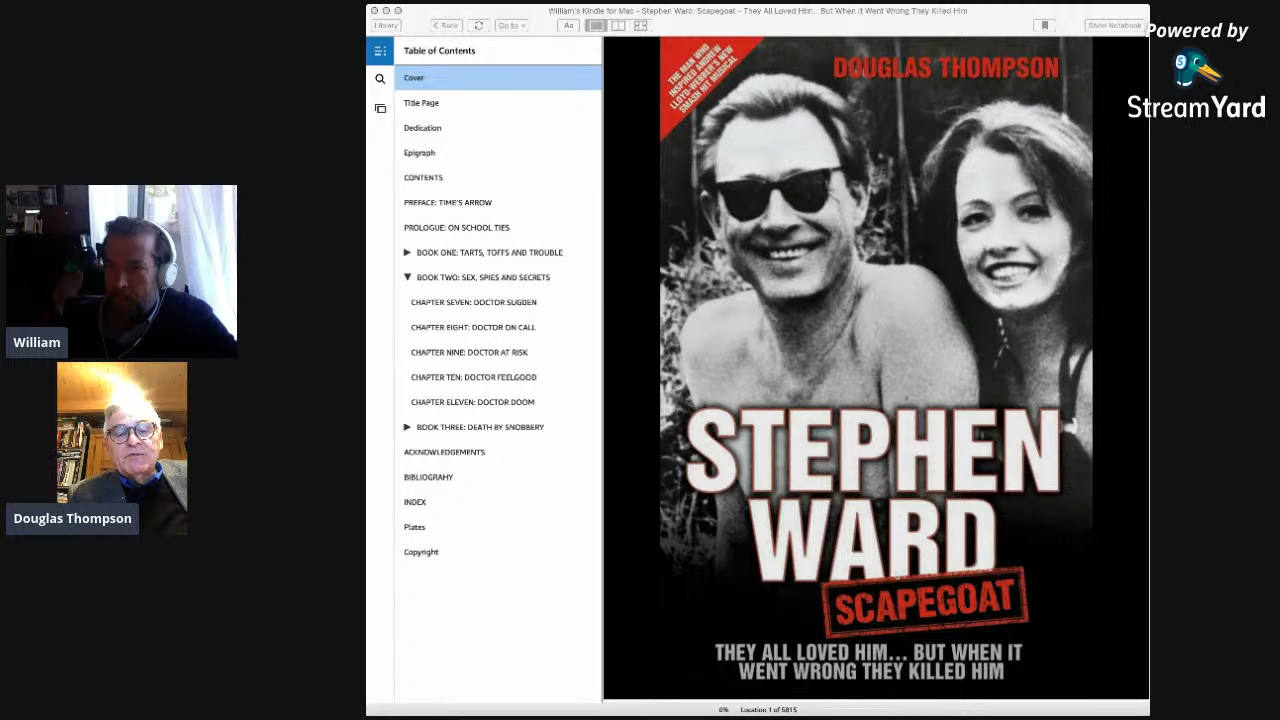 William's Kindle for Mac - Stephen Ward: Scapegoat - They All Loved Him... But When It Went Wrong They Killed Him
Library
Back
Go to
Aa
Show Notebook
Powered by
StreamYard
Table of Contents
Cover
Title Page
Dedication
Epigraph
CONTENTS
PREFACE: TIME'S ARROW
PROLOGUE: ON SCHOOL TIES
BOOK ONE: TARTS, TOFFS AND TROUBLE
BOOK TWO: SEX, SPIES AND SECRETS
CHAPTER SEVEN: DOCTOR SUGDEN
CHAPTER EIGHT: DOCTOR ON CALL
CHAPTER NINE: DOCTOR AT RISK
CHAPTER TEN: DOCTOR FEELGOOD
CHAPTER ELEVEN: DOCTOR DOOM
BOOK THREE: DEATH BY SNOBBERY
ACKNOWLEDGEMENTS
BIBLIOGRAHY
INDEX
Plates
Copyright
THE MAN WHO
INSPIRED ANDREW
LLOYD-WEBBER'S NEW
SMASH HIT MUSICAL
DOUGLAS THOMPSON
STEPHEN
WARD
SCAPEGOAT
THEY ALL LOVED HIM... BUT WHEN IT
WENT WRONG THEY KILLED HIM
0%
Location 1 of 5815
William
Douglas Thompson